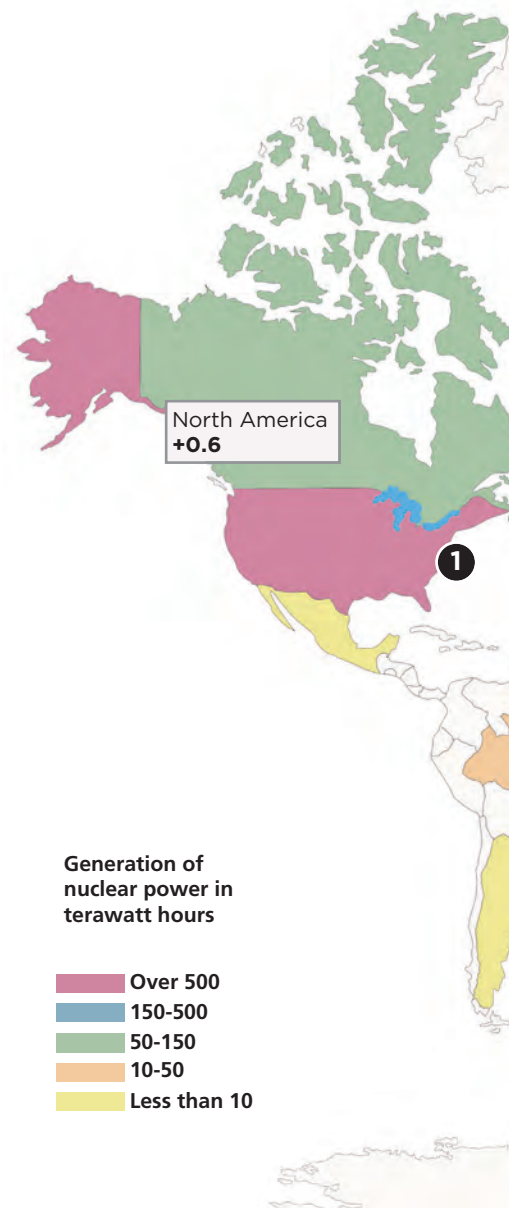 North America
+0.6
1
Generation of
nuclear power in
terawatt hours
Over 500
150-500
50-150
10-50
Less than 10